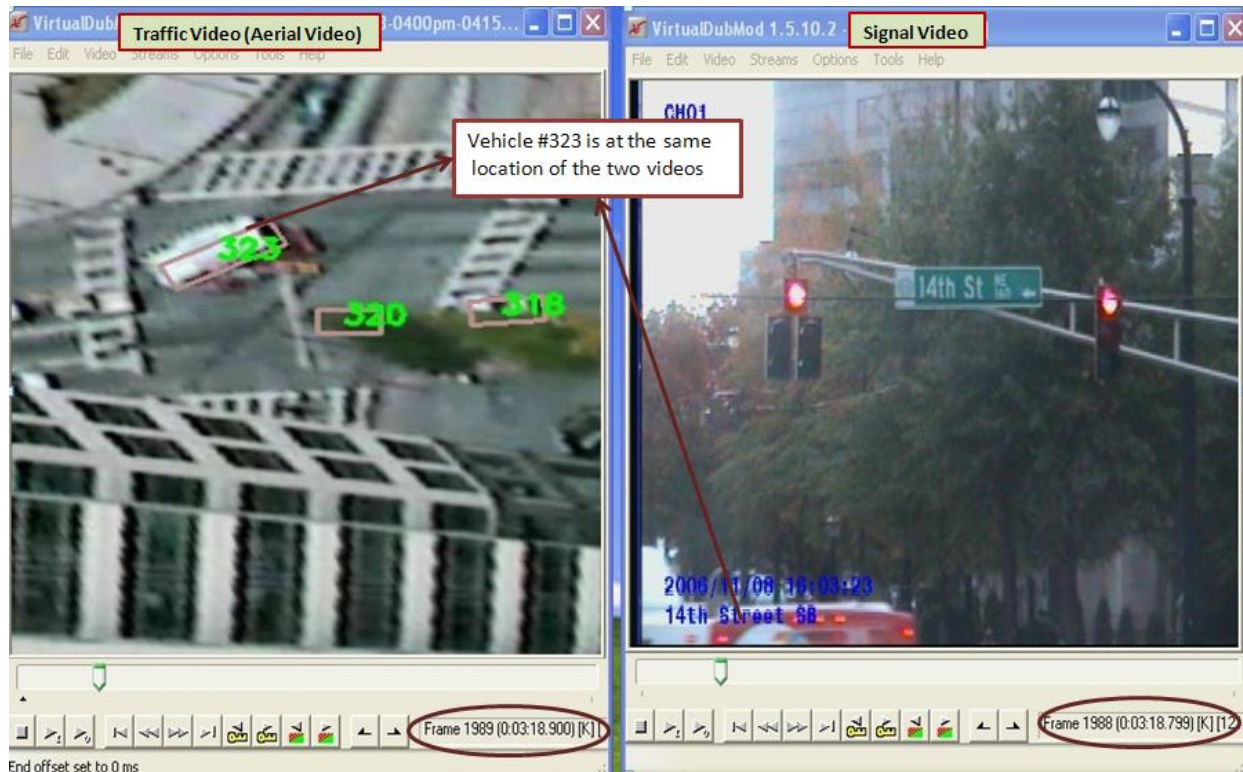 VirtualDub
Traffic Video (Aerial Video)
3-0400pm-0415...
File Edit Video Streams Options Tools Help
323
320
318
Frame 1989 (0:03:18.900) [K] [
End offset set to 0 ms
Vehicle #323 is at the same
location of the two videos
VirtualDubMod 1.5.10.2 -
Signal Video
File Edit Video Streams Options Tools Help
CH01
14th St NE
2006/11/08 16:03:23
14th Street SB
Frame 1988 (0:03:18.799) [K] [12